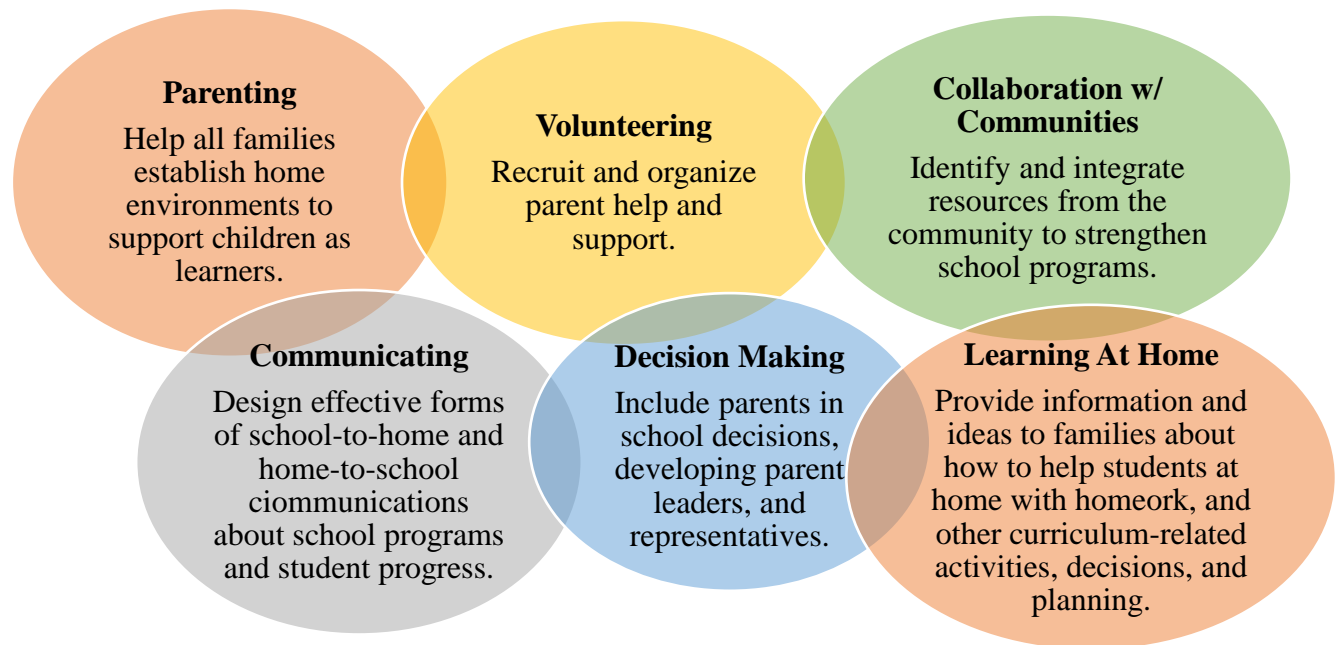 Parenting
Help all families
establish home
environments to
support children as
learners.
Volunteering
Recruit and organize
parent help and
support.
Collaboration w/
Communities
Identify and integrate
resources from the
community to strengthen
school programs.
Communicating
Design effective forms
of school-to-home and
home-to-school
ciommunications
about school programs
and student progress.
Decision Making
Include parents in
school decisions,
developing parent
leaders, and
representatives.
Learning At Home
Provide information and
ideas to families about
how to help students at
home with homeork, and
other curriculum-related
activities, decisions, and
planning.